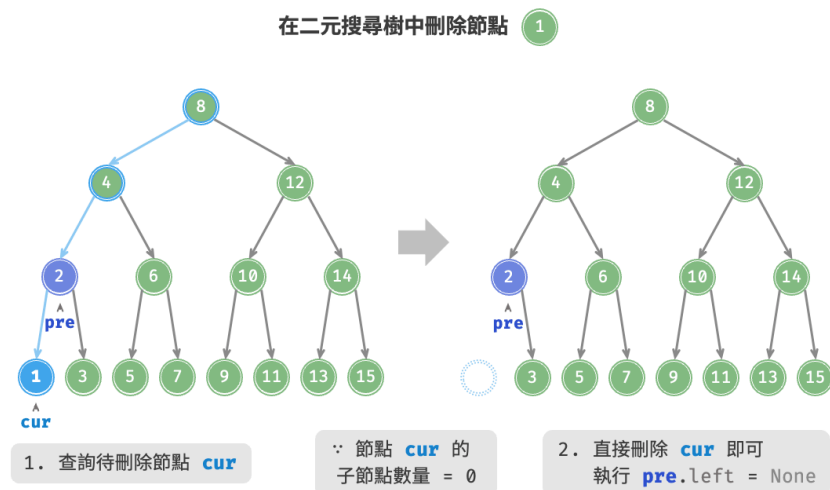 在二元搜尋樹中刪除節點 1
8 8
4 12 4 12
2 6 10 14 2 6 10 14
pre pre
1 3 5 7 9 11 13 15 3 5 7 9 11 13 15
cur
1. 查詢待刪除節點 cur
∵ 節點 cur 的
子節點數量 = 0
2. 直接刪除 cur 即可
執行 pre.left = None